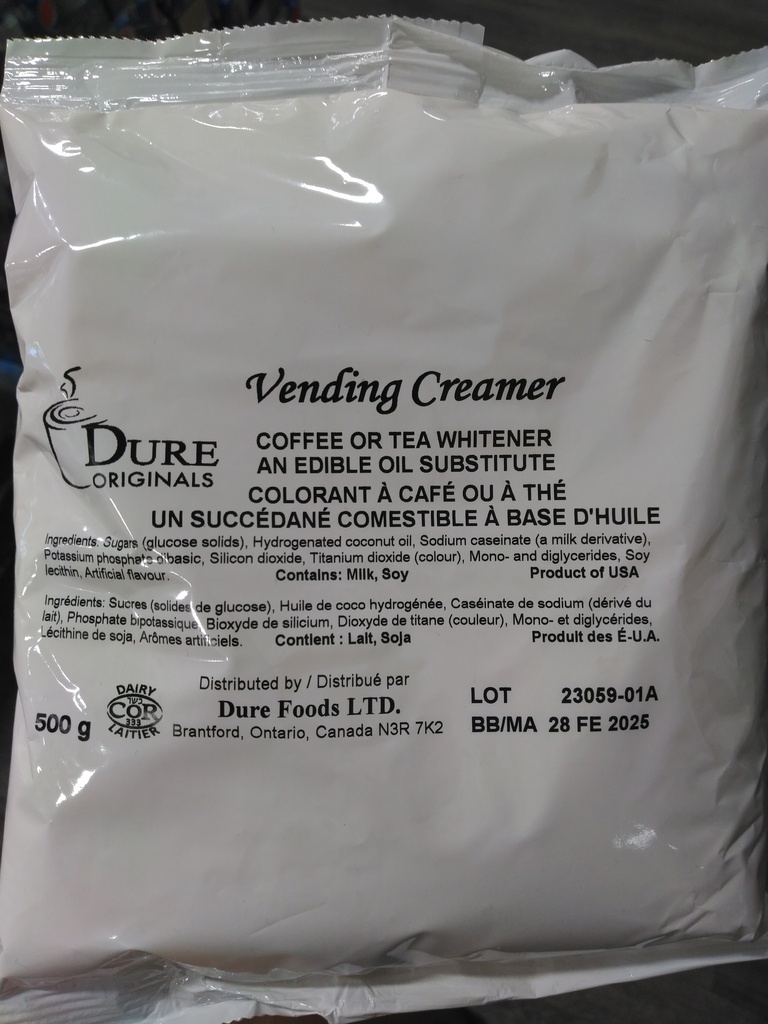 Vending Creamer
DURE
ORIGINALS
COFFEE OR TEA WHITENER
AN EDIBLE OIL SUBSTITUTE
COLORANT À CAFÉ OU À THÉ
UN SUCCÉDANÉ COMESTIBLE À BASE D'HUILE
Ingredients: Sugars (glucose solids), Hydrogenated coconut oil, Sodium caseinate (a milk derivative),
Potassium phosphate dibasic, Silicon dioxide, Titanium dioxide (colour), Mono- and diglycerides, Soy
lecithin, Artificial flavour. Contains: Milk, Soy Product of USA
Ingrédients: Sucres (solides de glucose), Huile de coco hydrogénée, Caséinate de sodium (dérivé du
lait), Phosphate bipotassique, Bioxyde de silicium, Dioxyde de titane (couleur), Mono- et diglycérides,
Lécithine de soja, Arômes artificiels. Contient : Lait, Soja Produit des É-U.A.
500 g
DAIRY
כשר
COR
333
LAITIER
Distributed by / Distribué par
Dure Foods LTD.
Brantford, Ontario, Canada N3R 7K2
LOT 23059-01A
BB/MA 28 FE 2025